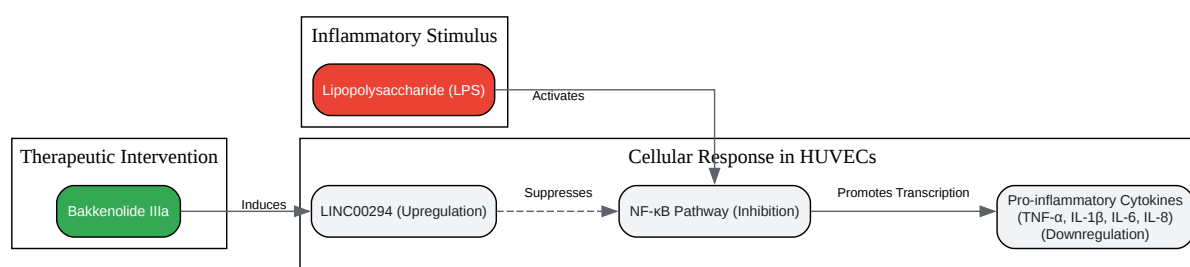 Inflammatory Stimulus
Lipopolysaccharide (LPS)
Activates
Therapeutic Intervention
Bakkenolide IIIa
Induces
Cellular Response in HUVECs
LINC00294 (Upregulation)
Suppresses
NF-κB Pathway (Inhibition)
Promotes Transcription
Pro-inflammatory Cytokines
(TNF-α, IL-1β, IL-6, IL-8)
(Downregulation)